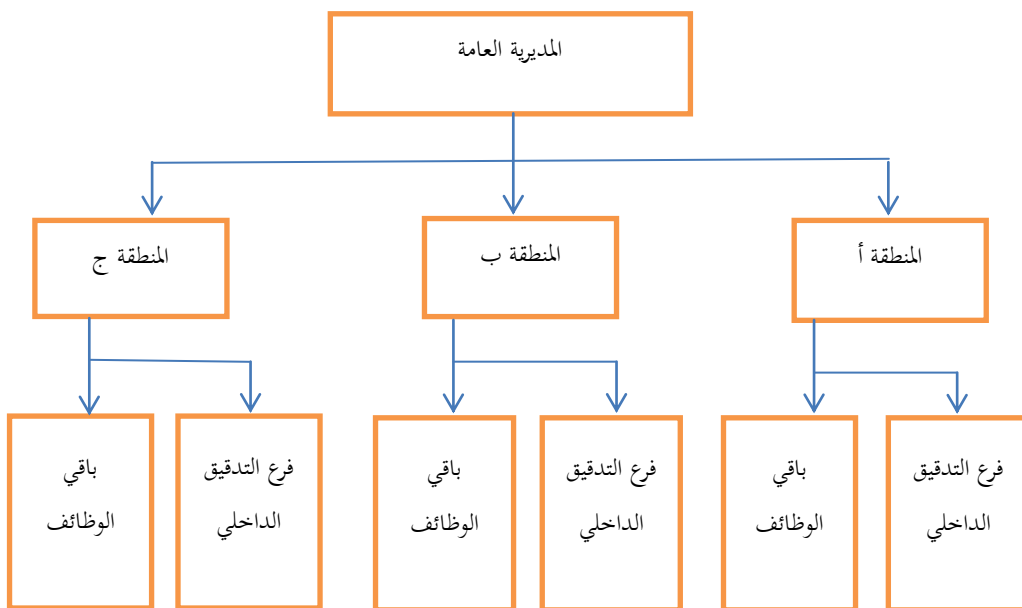 المديرية العامة
المنطقة أ
المنطقة ب
المنطقة ج
فرع التدقيق
الداخلي
باقي
الوظائف
فرع التدقيق
الداخلي
باقي
الوظائف
فرع التدقيق
الداخلي
باقي
الوظائف